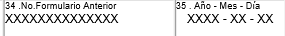 34 .No.Formulario Anterior
XXXXXXXXXXXXXX
35 . Año - Mes - Día
XXXX - XX - XX